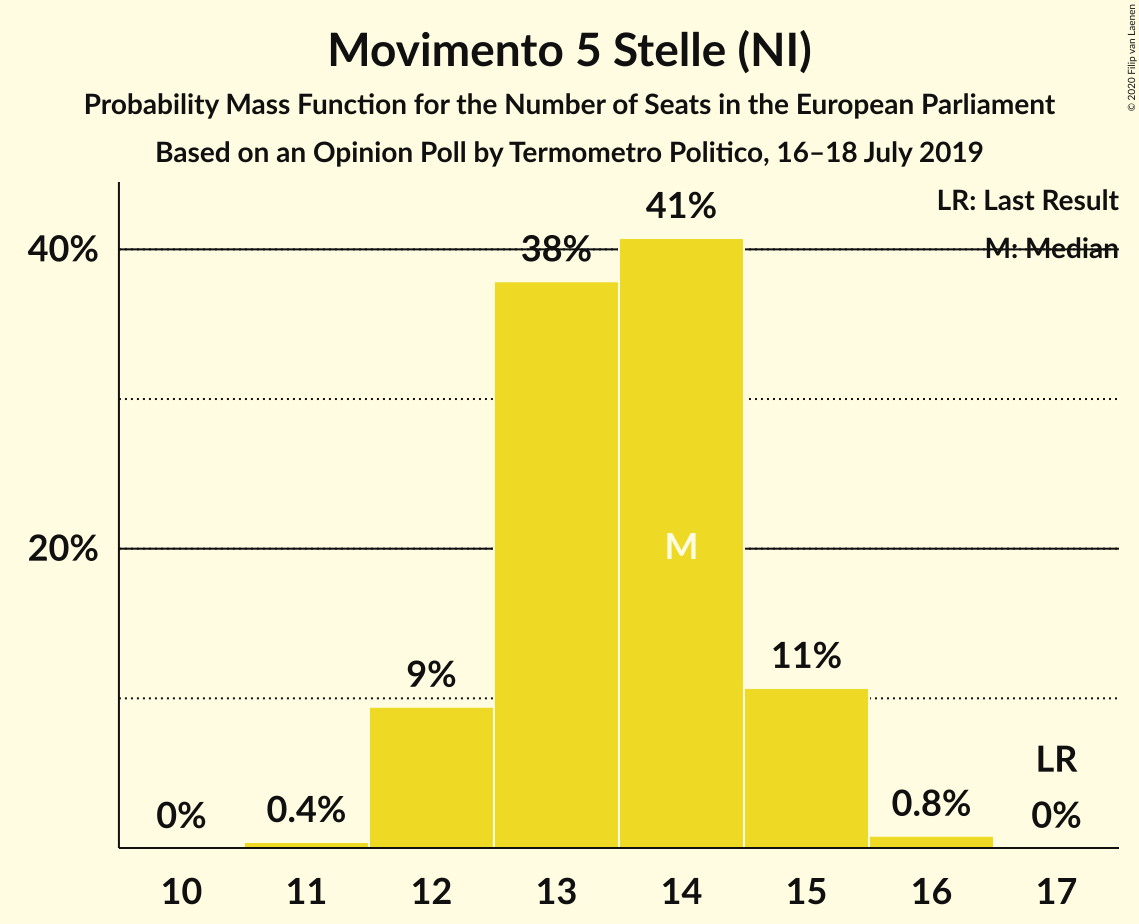 Movimento 5 Stelle (NI)
Probability Mass Function for the Number of Seats in the European Parliament
Based on an Opinion Poll by Termometro Politico, 16–18 July 2019
© 2020 Filip van Laenen
LR: Last Result
M: Median
40%
20%
0%
0.4%
9%
38%
41%
M
11%
0.8%
LR
0%
10 11 12 13 14 15 16 17